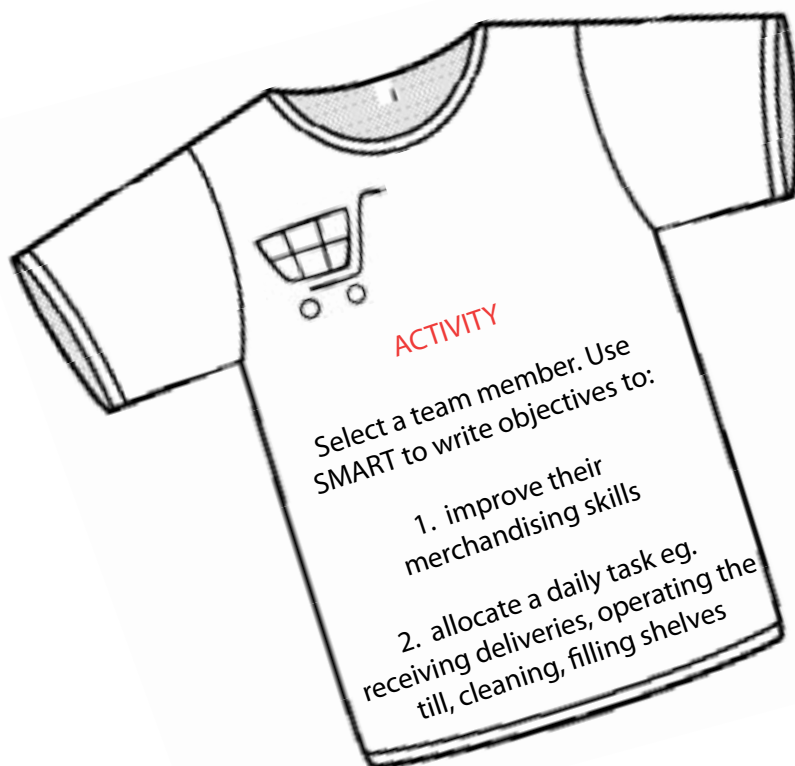 ACTIVITY
Select a team member. Use
SMART to write objectives to:
1. improve their
merchandising skills
2. allocate a daily task eg.
receiving deliveries, operating the
till, cleaning, filling shelves